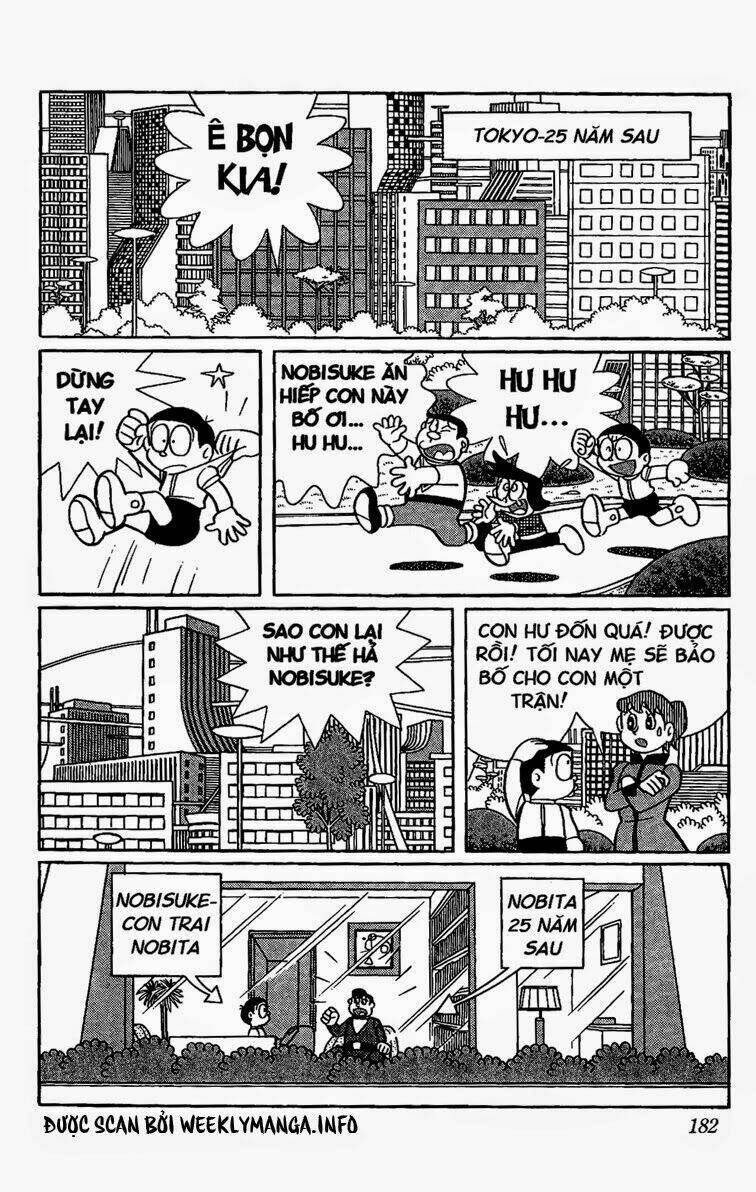 Ê BỌN
KIA!
TOKYO-25 NĂM SAU
DỪNG
TAY
LẠI!
NOBISUKE ĂN
HIẾP CON NÀY
BỐ ƠI...
HU HU...
HU HU
HU...
SAO CON LẠI
NHƯ THẾ HẢ
NOBISUKE?
CON HƯ ĐỐN QUÁ! ĐƯỢC
RỒI! TỐI NAY MẸ SẼ BẢO
BỐ CHO CON MỘT
TRẬN!
NOBISUKE-
CON TRAI
NOBITA
NOBITA
25 NĂM
SAU
ĐƯỢC SCAN BỞI WEEKLYMANGA.INFO
182